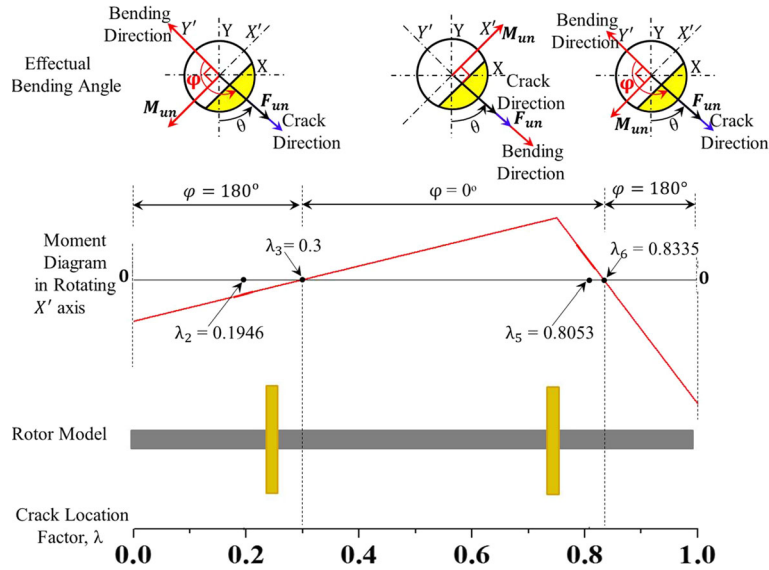 Bending
Direction
Y′
Y
X′
X
Effectual
Bending Angle
φ
M_un
F_un
θ
Crack
Direction
Y′
Y
X′
M_un
X
Crack
Direction
F_un
θ
Bending
Direction
Bending
Direction
Y′
Y
X′
X
φ
M_un
F_un
θ
Crack
Direction
φ = 180°
φ = 0°
φ = 180°
Moment
Diagram
in Rotating
X′ axis
0
λ3 = 0.3
λ6 = 0.8335
0
λ2 = 0.1946
λ5 = 0.8053
Rotor Model
Crack Location
Factor, λ
0.0 0.2 0.4 0.6 0.8 1.0